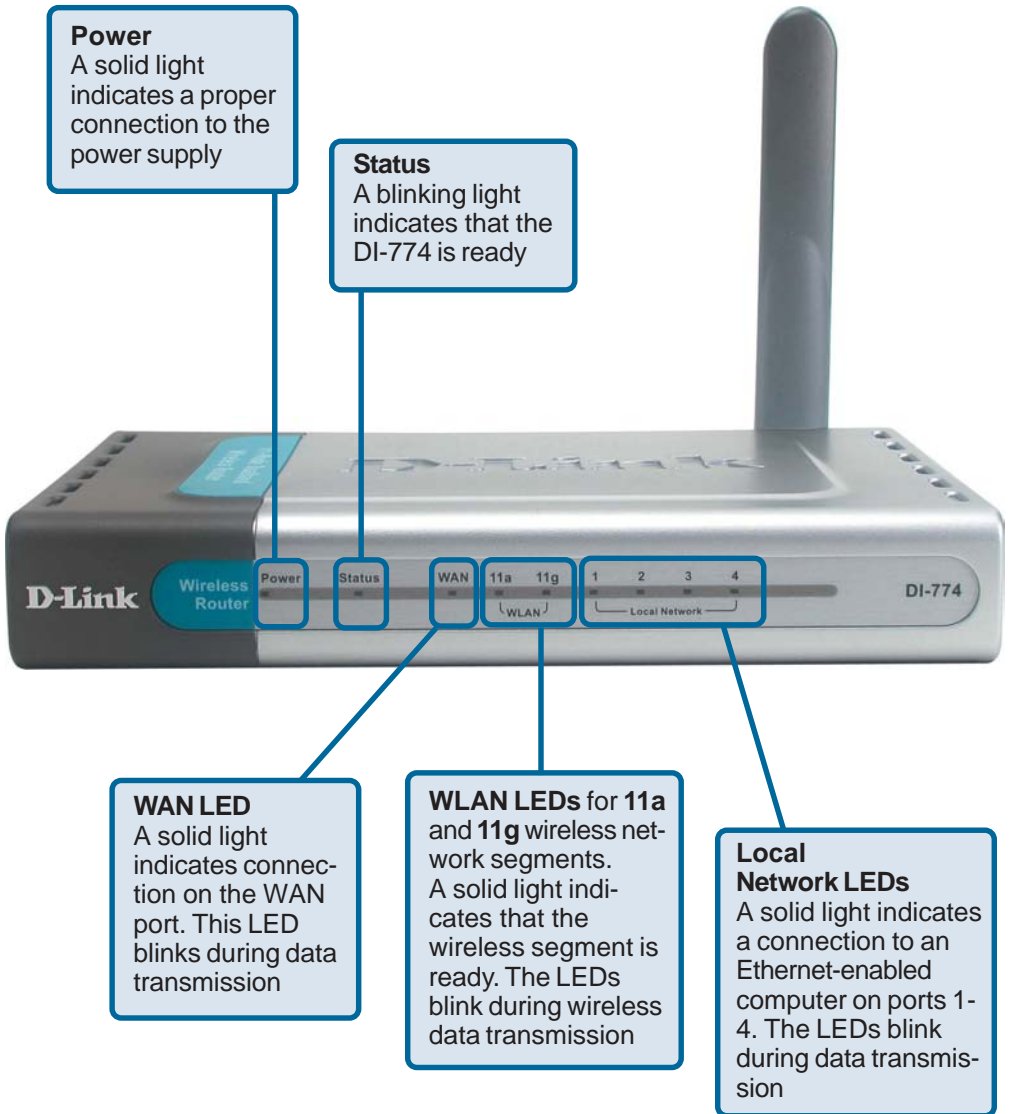 Power
A solid light
indicates a proper
connection to the
power supply
Status
A blinking light
indicates that the
DI-774 is ready
D-Link
D-Link
Wireless
Router
Power
Status
WAN
11a
11g
WLAN
1
2
3
4
Local Network
DI-774
WAN LED
A solid light
indicates connec-
tion on the WAN
port. This LED
blinks during data
transmission
WLAN LEDs for 11a
and 11g wireless net-
work segments.
A solid light indi-
cates that the
wireless segment is
ready. The LEDs
blink during wireless
data transmission
Local
Network LEDs
A solid light indicates
a connection to an
Ethernet-enabled
computer on ports 1-
4. The LEDs blink
during data transmis-
sion